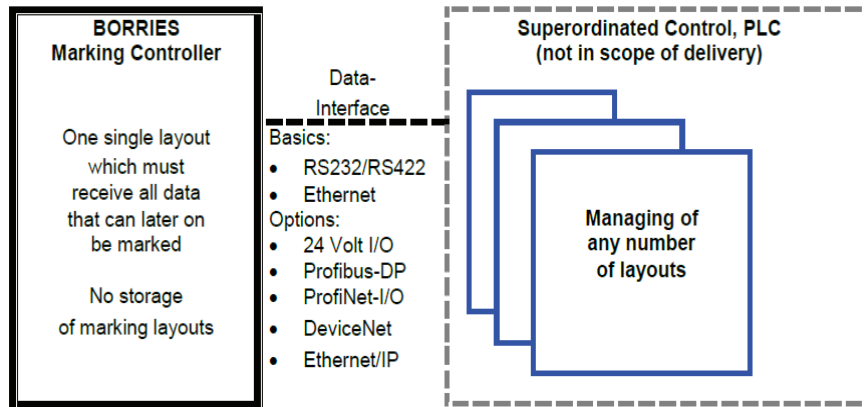 BORRIES
Marking Controller
One single layout
which must
receive all data
that can later on
be marked
No storage
of marking layouts
Data-
Interface
Basics:
• RS232/RS422
• Ethernet
Options:
• 24 Volt I/O
• Profibus-DP
• ProfiNet-I/O
• DeviceNet
• Ethernet/IP
Superordinated Control, PLC
(not in scope of delivery)
Managing of
any number
of layouts